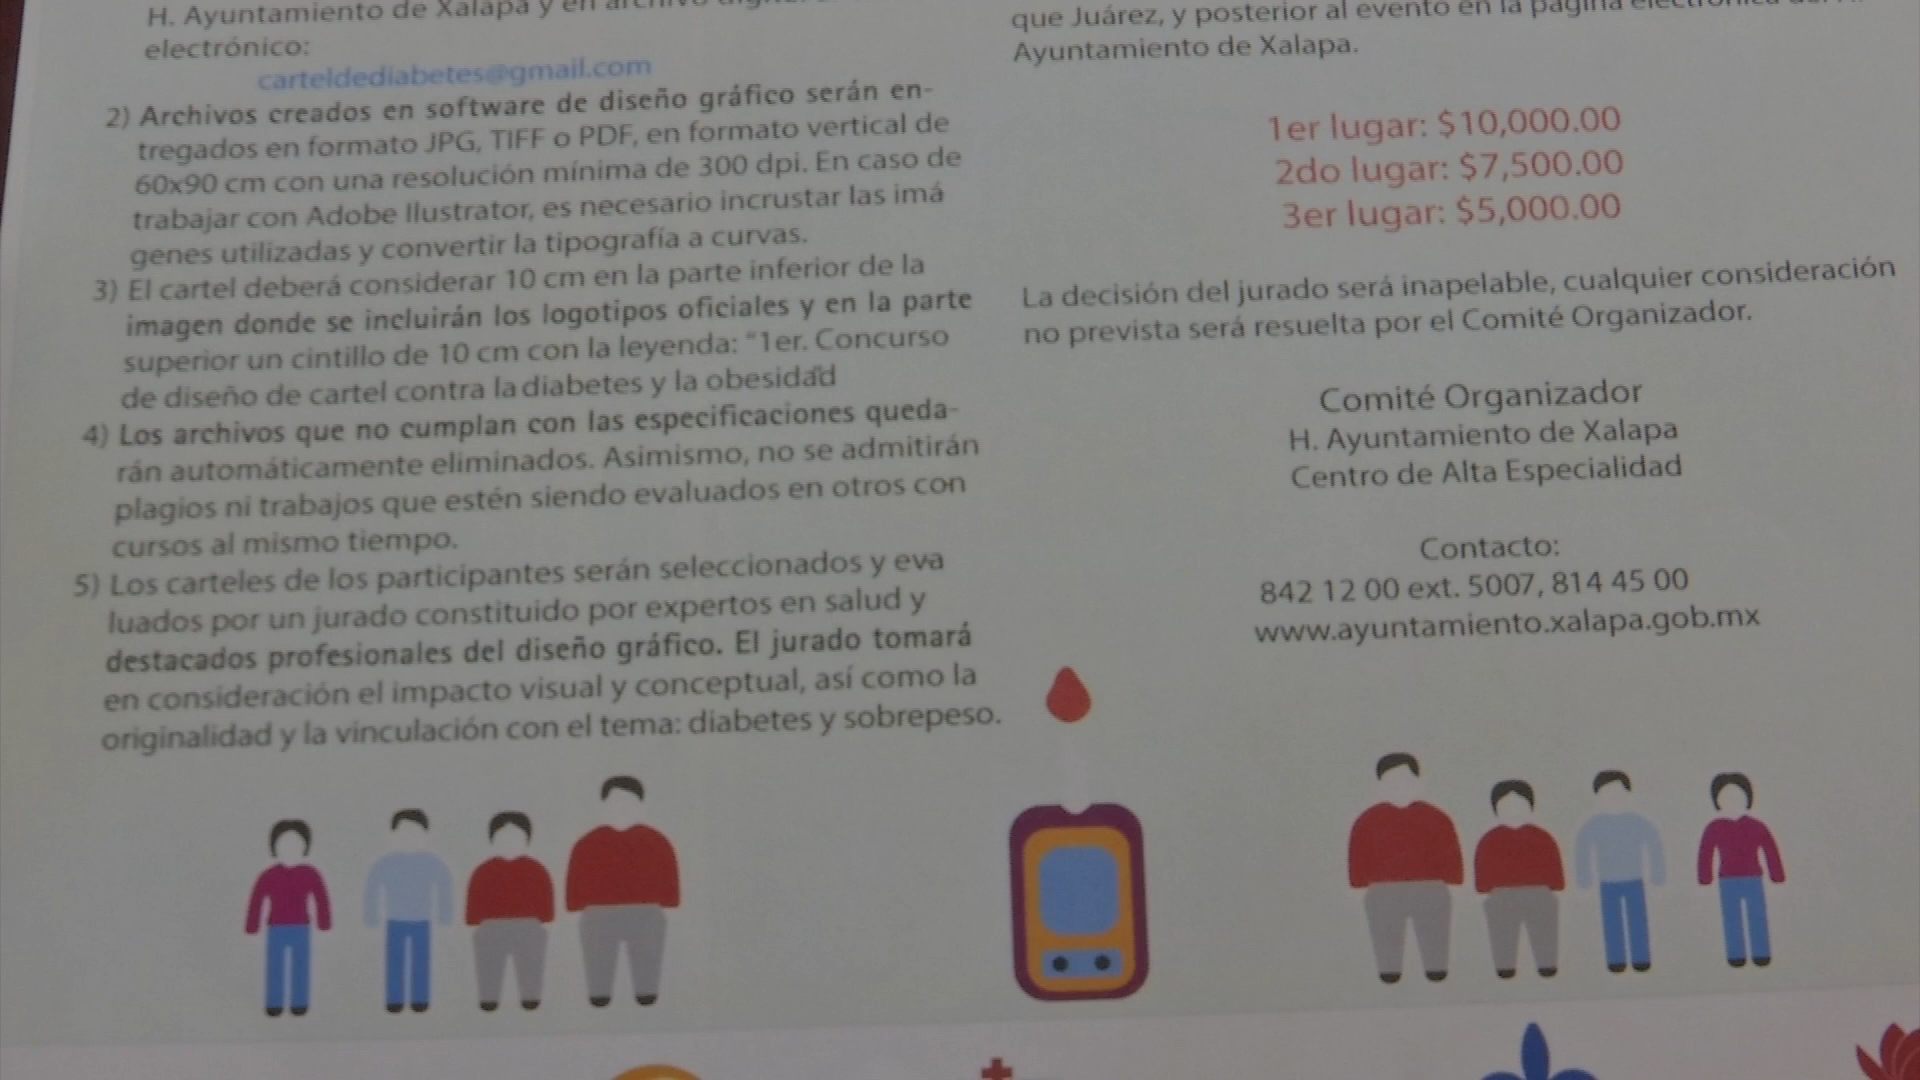 H. Ayuntamiento de Xalapa y en archivo
electrónico:
carteldediabetes@gmail.com
2) Archivos creados en software de diseño gráfico serán en-
tregados en formato JPG, TIFF o PDF, en formato vertical de
60x90 cm con una resolución mínima de 300 dpi. En caso de
trabajar con Adobe Ilustrator, es necesario incrustar las imá
genes utilizadas y convertir la tipografía a curvas.
3) El cartel deberá considerar 10 cm en la parte inferior de la
imagen donde se incluirán los logotipos oficiales y en la parte
superior un cintillo de 10 cm con la leyenda: "1er. Concurso
de diseño de cartel contra la diabetes y la obesidad"
4) Los archivos que no cumplan con las especificaciones queda-
rán automáticamente eliminados. Asimismo, no se admitirán
plagios ni trabajos que estén siendo evaluados en otros con
cursos al mismo tiempo.
5) Los carteles de los participantes serán seleccionados y eva
luados por un jurado constituido por expertos en salud y
destacados profesionales del diseño gráfico. El jurado tomará
en consideración el impacto visual y conceptual, así como la
originalidad y la vinculación con el tema: diabetes y sobrepeso.
que Juárez, y posterior al evento en la página electrónica
Ayuntamiento de Xalapa.
1er lugar: $10,000.00
2do lugar: $7,500.00
3er lugar: $5,000.00
La decisión del jurado será inapelable, cualquier consideración
no prevista será resuelta por el Comité Organizador.
Comité Organizador
H. Ayuntamiento de Xalapa
Centro de Alta Especialidad
Contacto:
842 12 00 ext. 5007, 814 45 00
www.ayuntamiento.xalapa.gob.mx